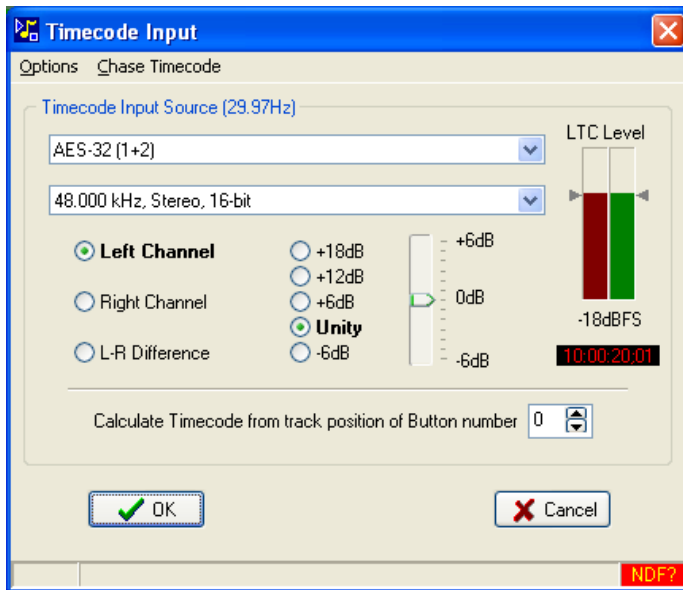 Timecode Input
Options Chase Timecode
Timecode Input Source (29.97Hz)
AES-32 (1+2)
LTC Level
48.000 kHz, Stereo, 16-bit
Left Channel
Right Channel
L-R Difference
+18dB
+12dB
+6dB
Unity
-6dB
+6dB
0dB
-6dB
-18dBFS
10:00:20:01
Calculate Timecode from track position of Button number 0
OK
Cancel
NDF?